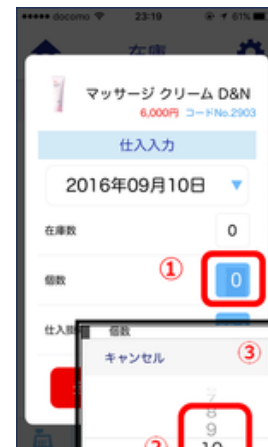 docomo 23:19 61%
在庫
マッサージ クリーム D&N
6,000円 コードNo.2903
仕入入力
2016年09月10日 ▼
在庫数 0
個数 ① 0
個数
キャンセル ③
8
9
10